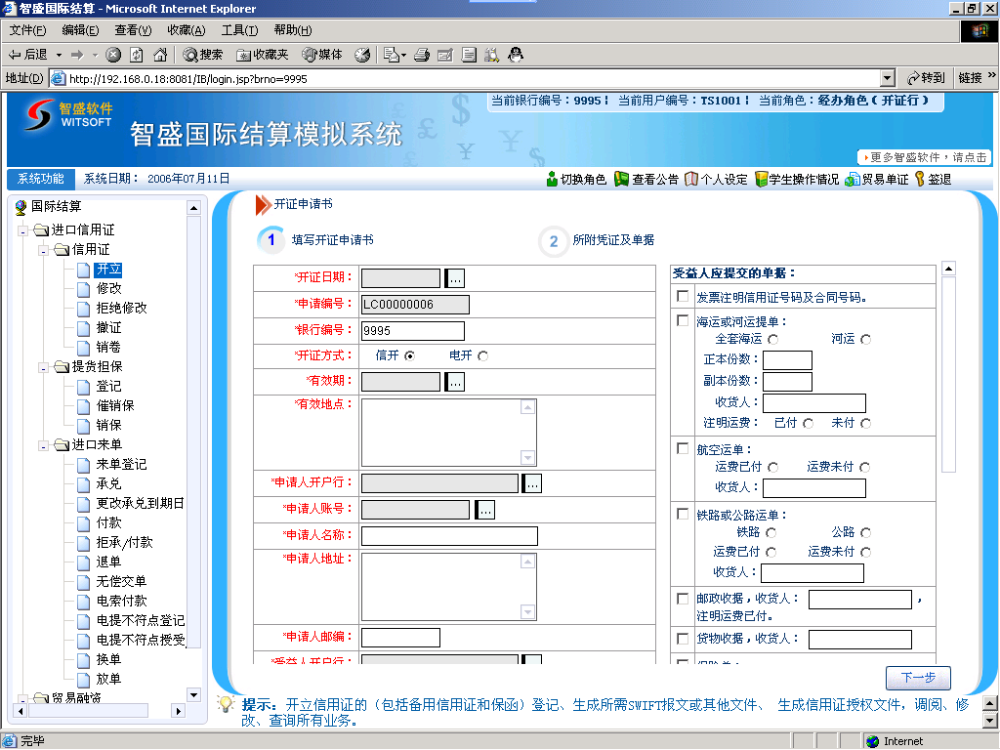 智盛国际结算 - Microsoft Internet Explorer
文件(F) 编辑(E) 查看(V) 收藏(A) 工具(T) 帮助(H)
后退 搜索 收藏夹 媒体
地址(D) http://192.168.0.18:8081/IB/login.jsp?brno=9995 转到 链接 »
智盛软件 WITSOFT
智盛国际结算模拟系统
当前银行编号：9995 | 当前用户编号：TS1001 | 当前角色：经办角色（开证行）
更多智盛软件，请点击
系统功能 系统日期： 2006年07月11日 切换角色 查看公告 个人设定 学生操作情况 贸易单证 签退
国际结算
进口信用证
信用证
开立
修改
拒绝修改
撤证
销卷
提货担保
登记
催销保
销保
进口来单
来单登记
承兑
更改承兑到期日
付款
拒承/付款
退单
无偿交单
电索付款
电提不符点登记
电提不符点授受
换单
放单
贸易融资
开证申请书
1 填写开证申请书 2 所附凭证及单据
*开证日期： ...
*申请编号： LC00000006
*银行编号： 9995
*开证方式： 信开 电开
*有效期： ...
*有效地点：
*申请人开户行： ...
*申请人账号： ...
*申请人名称：
*申请人地址：
*申请人邮编：
*受益人开户行：
受益人应提交的单据：
发票注明信用证号码及合同号码。
海运或河运提单：
全套海运 河运
正本份数：
副本份数：
收货人：
注明运费： 已付 未付
航空运单：
运费已付 运费未付
收货人：
铁路或公路运单：
铁路 公路
运费已付 运费未付
收货人：
邮政收据，收货人： ，
注明运费已付。
货物收据，收货人：
保险单：
下一步
提示：开立信用证的（包括备用信用证和保函）登记、生成所需SWIFT报文或其他文件、 生成信用证授权文件，调阅、修
改、查询所有业务。
完毕 Internet